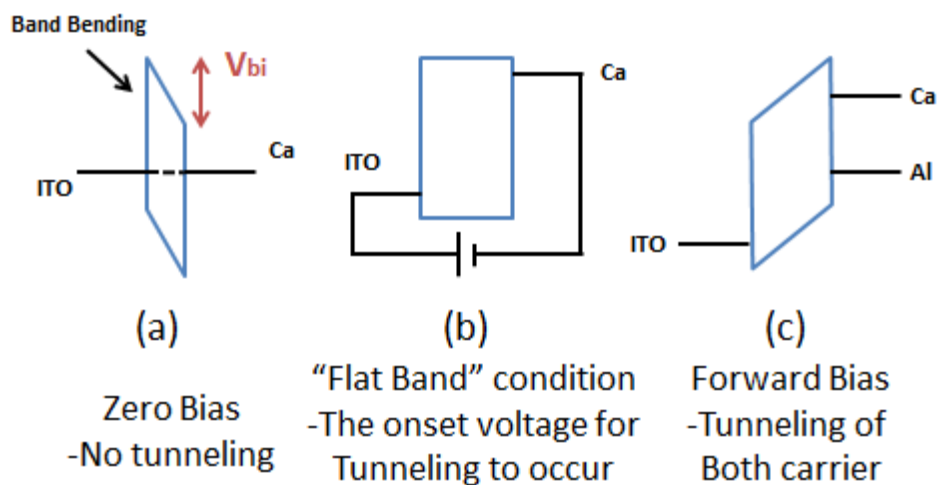 Band Bending
Vbi
ITO
Ca
ITO
Ca
ITO
Ca
Al
(a)
(b)
(c)
Zero Bias
-No tunneling
“Flat Band” condition
-The onset voltage for
Tunneling to occur
Forward Bias
-Tunneling of
Both carrier